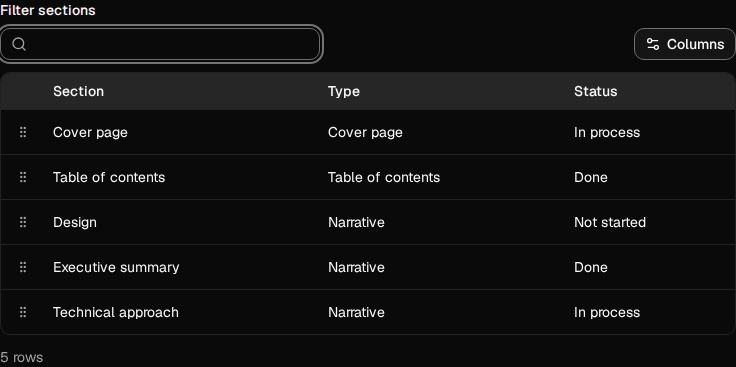 Filter sections
Columns
Section Type Status
Cover page Cover page In process
Table of contents Table of contents Done
Design Narrative Not started
Executive summary Narrative Done
Technical approach Narrative In process
5 rows